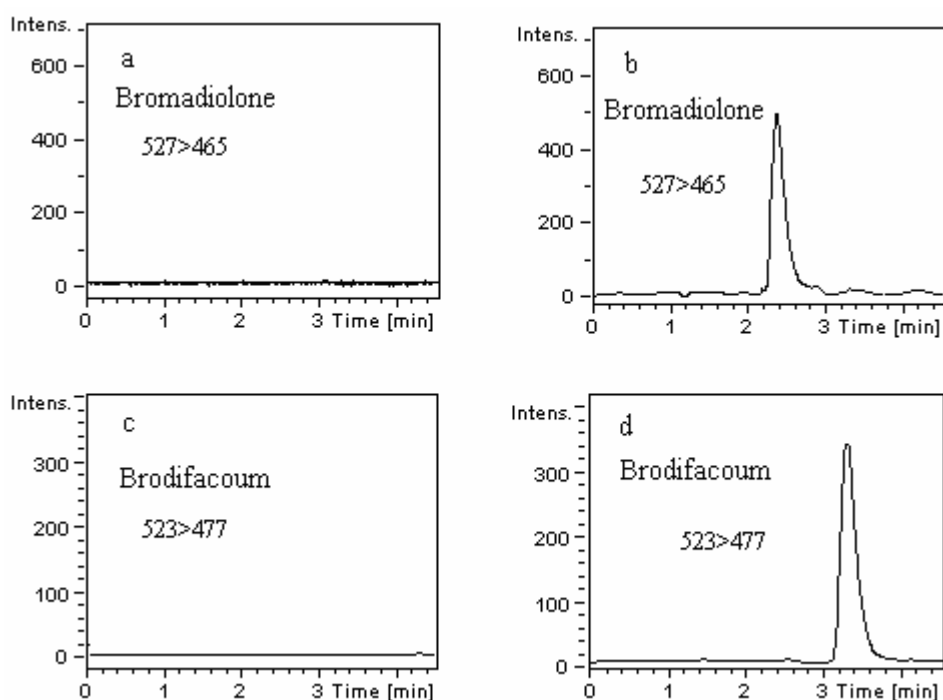 Intens.
a
600
Bromadiolone
527>465
400
200
0
0 1 2 3 Time [min]
Intens.
b
600
Bromadiolone
400
527>465
200
0
0 1 2 3 Time [min]
Intens.
c
300
Brodifacoum
523>477
200
100
0
0 1 2 3 Time [min]
Intens.
d
300
Brodifacoum
523>477
200
100
0
0 1 2 3 Time [min]